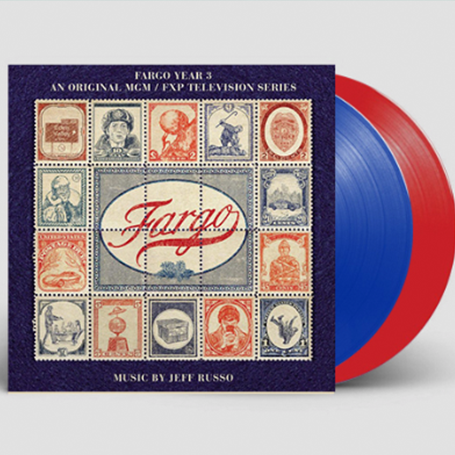 FARGO YEAR 3
AN ORIGINAL MGM / FXP TELEVISION SERIES
Fargo
MUSIC BY JEFF RUSSO